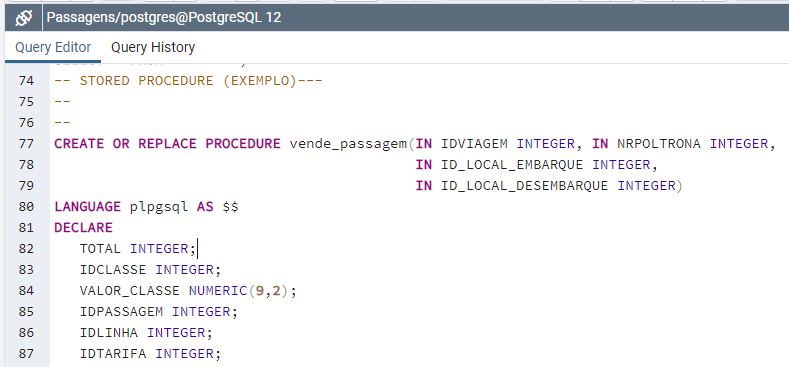 Passagens/postgres@PostgreSQL 12
Query Editor Query History
74 -- STORED PROCEDURE (EXEMPLO)---
75 --
76 --
77 CREATE OR REPLACE PROCEDURE vende_passagem(IN IDVIAGEM INTEGER, IN NRPOLTRONA INTEGER,
78 IN ID_LOCAL_EMBARQUE INTEGER,
79 IN ID_LOCAL_DESEMBARQUE INTEGER)
80 LANGUAGE plpgsql AS $$
81 DECLARE
82 TOTAL INTEGER;
83 IDCLASSE INTEGER;
84 VALOR_CLASSE NUMERIC(9,2);
85 IDPASSAGEM INTEGER;
86 IDLINHA INTEGER;
87 IDTARIFA INTEGER;